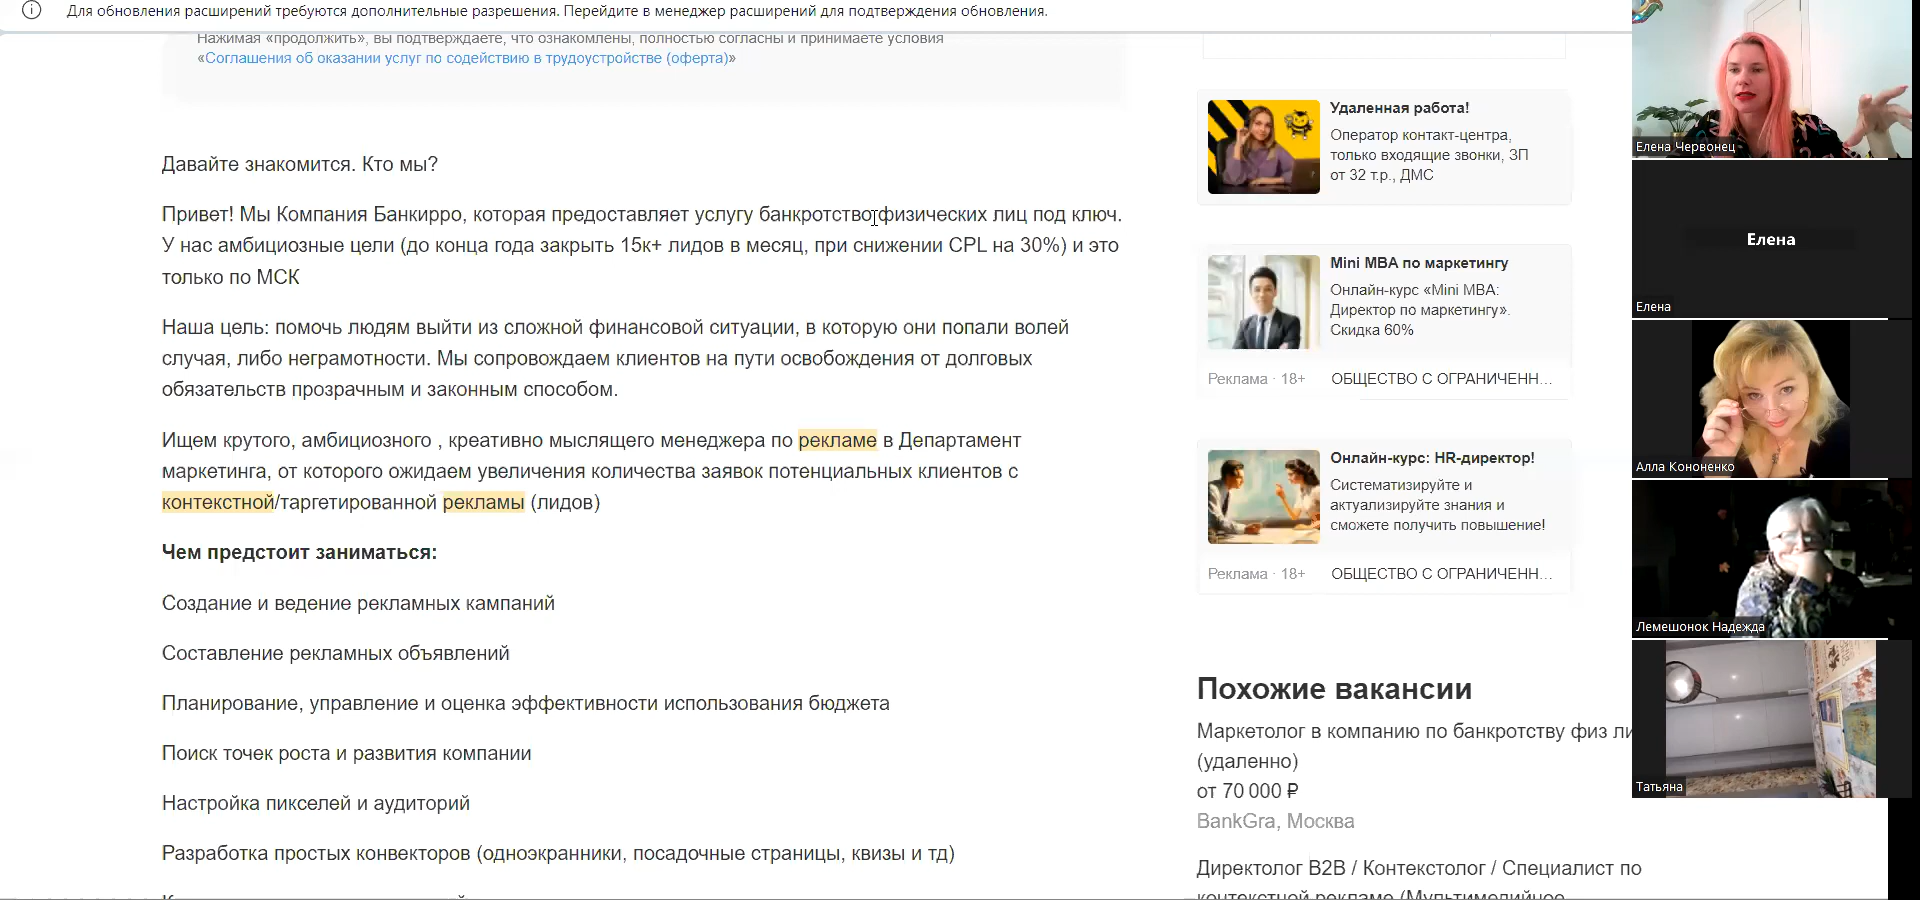 Для обновления расширений требуются дополнительные разрешения. Перейдите в менеджер расширений для подтверждения обновления.
Нажимая «продолжить», вы подтверждаете, что ознакомлены, полностью согласны и принимаете условия
«Соглашения об оказании услуг по содействию в трудоустройстве (оферта)»
Давайте знакомится. Кто мы?
Привет! Мы Компания Банкирро, которая предоставляет услугу банкротство физических лиц под ключ.
У нас амбициозные цели (до конца года закрыть 15к+ лидов в месяц, при снижении CPL на 30%) и это
только по МСК
Наша цель: помочь людям выйти из сложной финансовой ситуации, в которую они попали волей
случая, либо неграмотности. Мы сопровождаем клиентов на пути освобождения от долговых
обязательств прозрачным и законным способом.
Ищем крутого, амбициозного , креативно мыслящего менеджера по рекламе в Департамент
маркетинга, от которого ожидаем увеличения количества заявок потенциальных клиентов с
контекстной/таргетированной рекламы (лидов)
Чем предстоит заниматься:
Создание и ведение рекламных кампаний
Составление рекламных объявлений
Планирование, управление и оценка эффективности использования бюджета
Поиск точек роста и развития компании
Настройка пикселей и аудиторий
Разработка простых конвекторов (одноэкранники, посадочные страницы, квизы и тд)
Удаленная работа!
Оператор контакт-центра,
только входящие звонки, ЗП
от 32 т.р., ДМС
Mini MBA по маркетингу
Онлайн-курс «Mini MBA:
Директор по маркетингу».
Скидка 60%
Реклама · 18+ ОБЩЕСТВО С ОГРАНИЧЕНН...
Онлайн-курс: HR-директор!
Систематизируйте и
актуализируйте знания и
сможете получить повышение!
Реклама · 18+ ОБЩЕСТВО С ОГРАНИЧЕНН...
Похожие вакансии
Маркетолог в компанию по банкротству физ ли
(удаленно)
от 70 000 ₽
BankGra, Москва
Директолог B2B / Контекстолог / Специалист по
контекстной рекламе (Мультимедийное
Елена Червонец
Елена
Елена
Алла Кононенко
Лемешонок Надежда
Татьяна